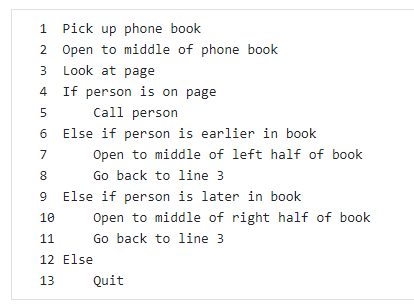 1 Pick up phone book
2 Open to middle of phone book
3 Look at page
4 If person is on page
5     Call person
6 Else if person is earlier in book
7     Open to middle of left half of book
8     Go back to line 3
9 Else if person is later in book
10     Open to middle of right half of book
11     Go back to line 3
12 Else
13     Quit